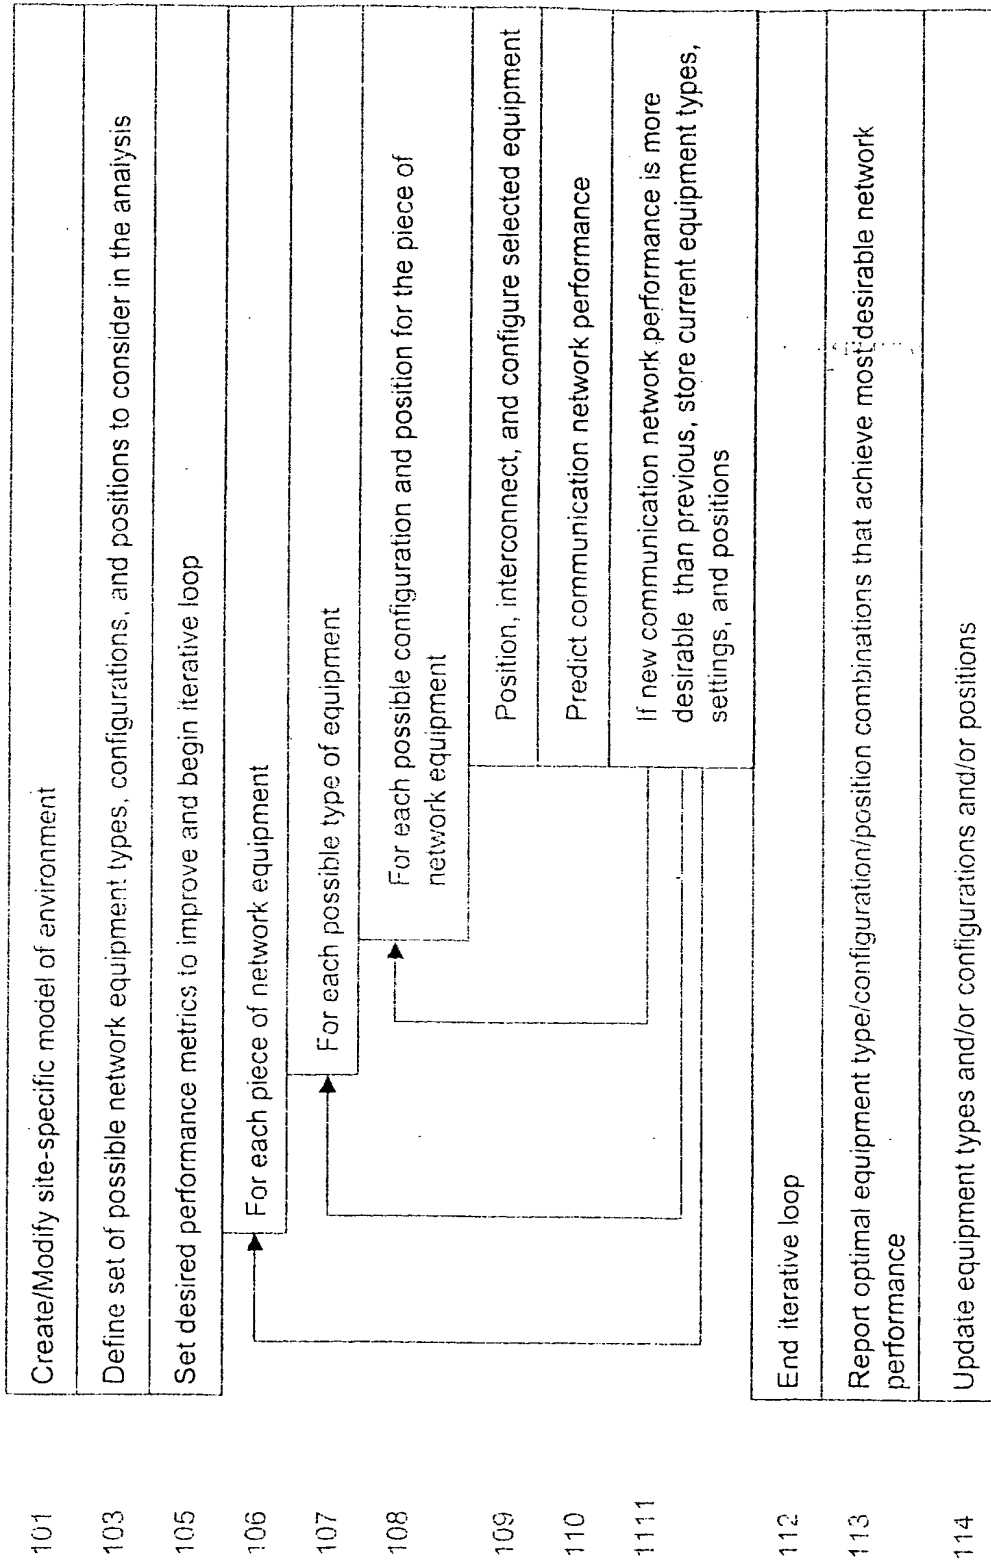 101 Create/Modify site-specific model of environment
103 Define set of possible network equipment types, configurations, and positions to consider in the analysis
105 Set desired performance metrics to improve and begin iterative loop
106 For each piece of network equipment
107 For each possible type of equipment
108 For each possible configuration and position for the piece of
network equipment
109 Position, interconnect, and configure selected equipment
110 Predict communication network performance
1111 If new communication network performance is more
desirable than previous, store current equipment types,
settings, and positions
112 End iterative loop
113 Report optimal equipment type/configuration/position combinations that achieve most desirable network
performance
114 Update equipment types and/or configurations and/or positions